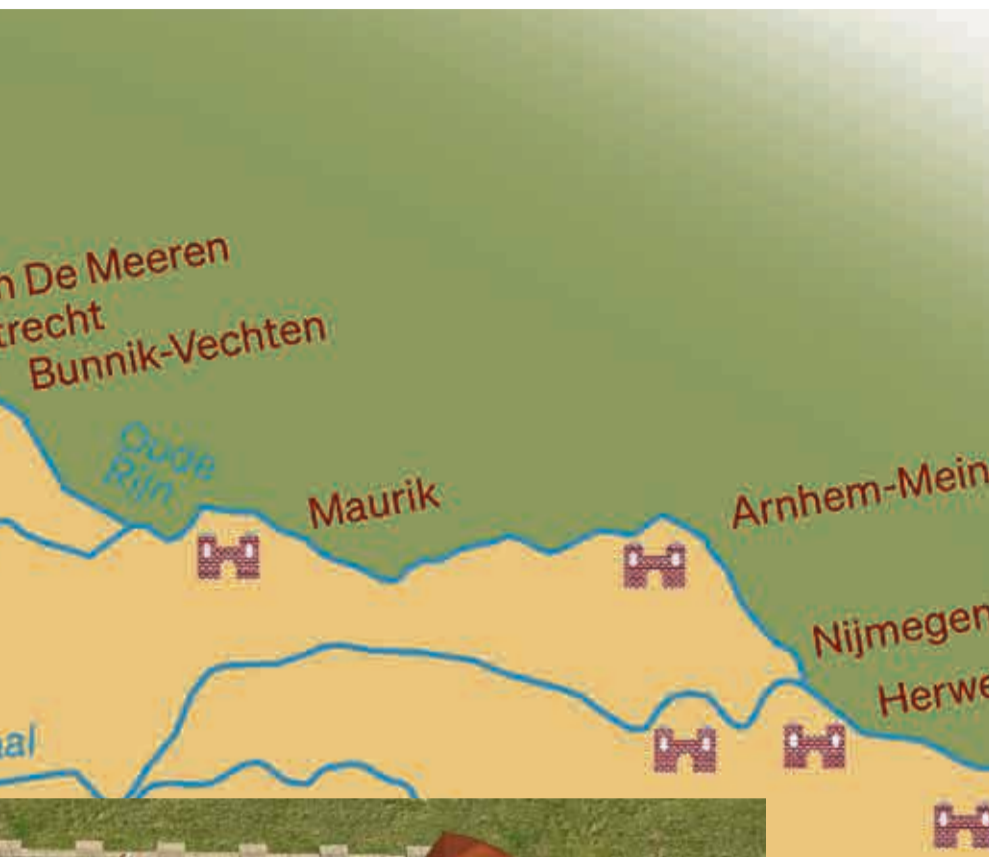 n De Meeren
trecht
Bunnik-Vechten
Oude
Rijn
Maurik
Arnhem-Mein
Nijmegen
Herwe
aal